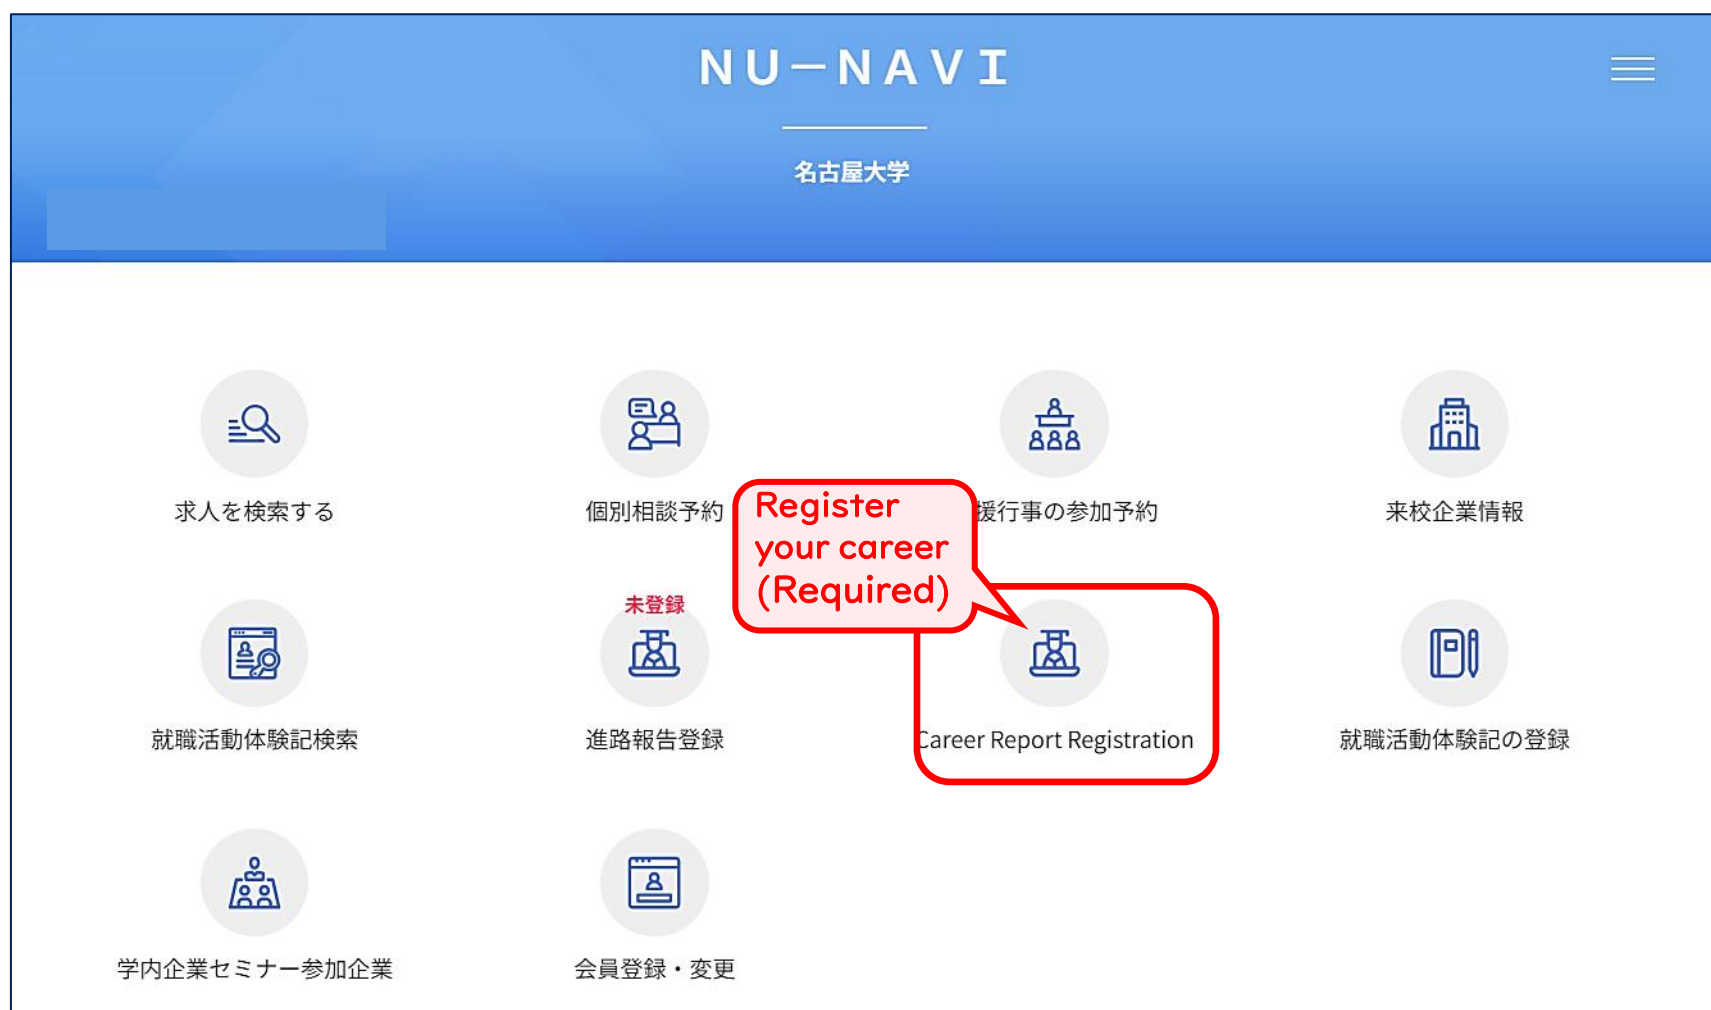 NU-NAVI
名古屋大学
求人を検索する
個別相談予約
援行事の参加予約
来校企業情報
Register
your career
(Required)
就職活動体験記検索
未登録
進路報告登録
Career Report Registration
就職活動体験記の登録
学内企業セミナー参加企業
会員登録・変更